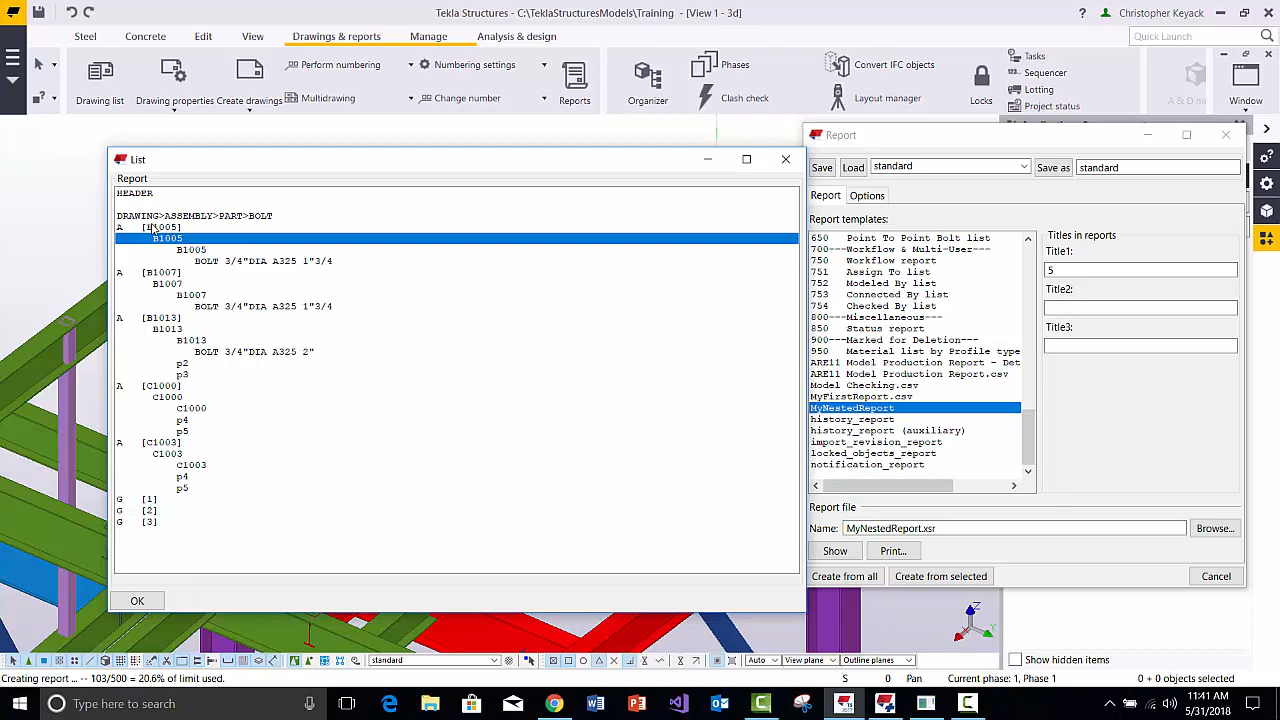 Tekla Structures - C:\TeklaStructuresModels\Training - [View 1 - 3d]
? Christopher Keyack
Steel Concrete Edit View Drawings & reports Manage Analysis & design
Quick Launch
Drawing list
Drawing properties
Create drawings
Perform numbering
Multidrawing
Numbering settings
Change number
Reports
Organizer
Phases
Clash check
Convert IFC objects
Layout manager
Locks
Tasks
Sequencer
Lotting
Project status
A & D m
Window
List
Report
HEADER
DRAWING>ASSEMBLY>PART>BOLT
B1005
B1005
BOLT 3/4"DIA A325 1"3/4
A [B1007]
B1007
B1007
BOLT 3/4"DIA A325 1"3/4
A [B1013]
B1013
B1013
BOLT 3/4"DIA A325 2"
p2
p3
A [C1000]
C1000
C1000
p4
p5
A [C1003]
C1003
C1003
p4
p5
G [1]
G [2]
G [3]
OK
Report
Save Load standard Save as standard
Report Options
Report templates:
650 Point To Point Bolt list
700---Workflow & Multi-User---
750 Workflow report
751 Assign To list
752 Modeled By list
753 Connected By list
754 Checked By list
800---Miscellaneous---
850 Status report
900---Marked for Deletion---
950 Material list by Profile type
ARE11 Model Production Report - Det
ARE11 Model Production Report.csv
Model Checking.csv
MyFirstReport.csv
MyNestedReport
history_report
history_report (auxiliary)
import_revision_report
locked_objects_report
notification_report
Titles in reports
Title1:
5
Title2:
Title3:
Report file
Name: MyNestedReport.xsr Browse...
Show Print...
Create from all Create from selected Cancel
Z
Y
X
Show hidden items
standard
Auto View plane Outline planes
Creating report ... -- 103/500 = 20.6% of limit used.
S 0 Pan Current phase: 1, Phase 1 0 + 0 objects selected
Type here to search
11:41 AM
5/31/2018